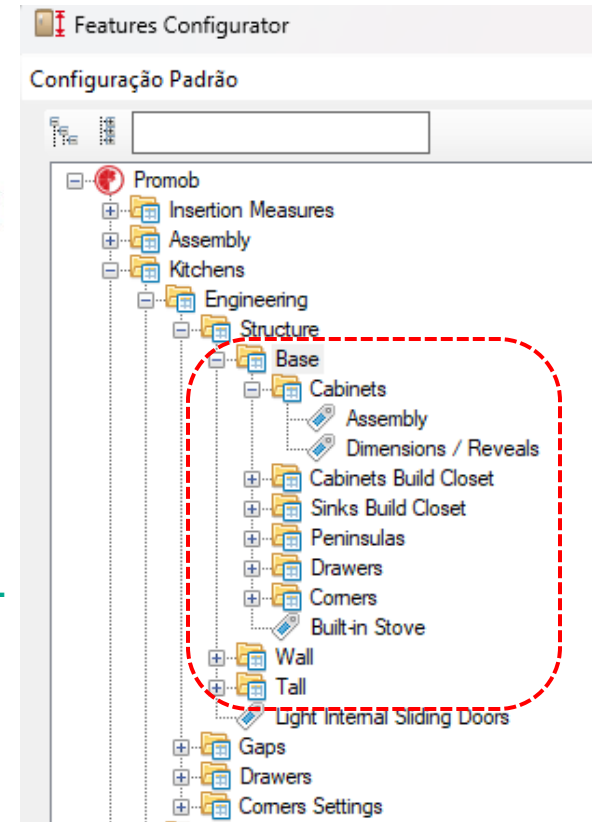 Features Configurator
Configuração Padrão
Promob
Insertion Measures
Assembly
Kitchens
Engineering
Structure
Base
Cabinets
Assembly
Dimensions / Reveals
Cabinets Build Closet
Sinks Build Closet
Peninsulas
Drawers
Corners
Built-in Stove
Wall
Tall
Light Internal Sliding Doors
Gaps
Drawers
Corners Settings